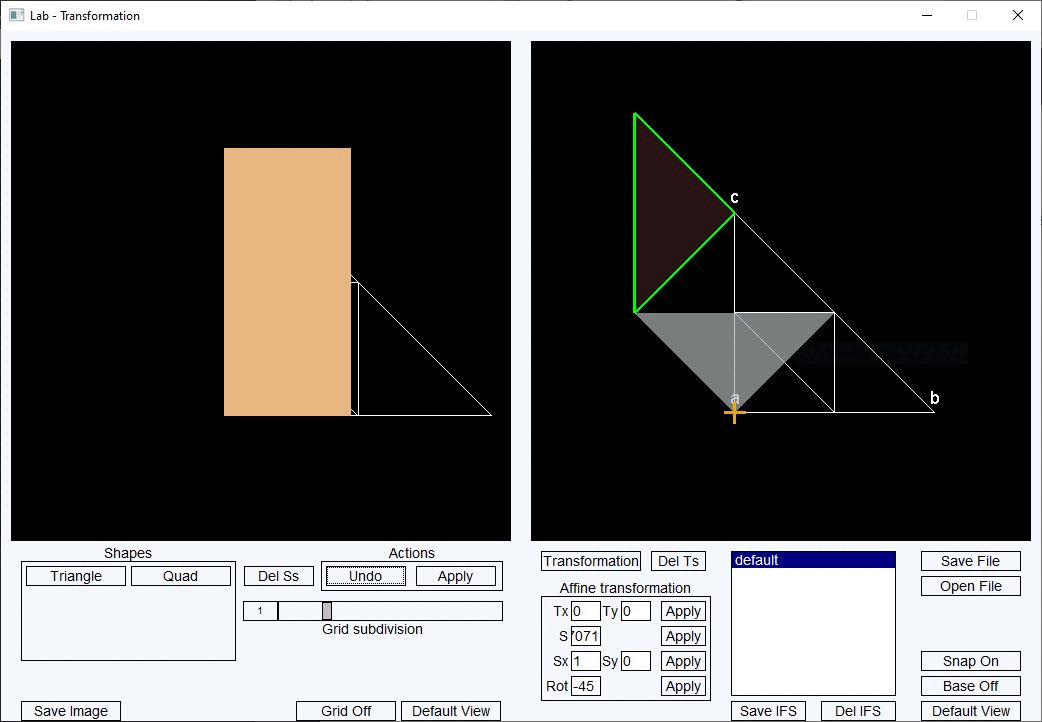 Lab - Transformation
c
a
b
Shapes
Actions
Triangle
Quad
Del Ss
Undo
Apply
1
Grid subdivision
Save Image
Grid Off
Default View
Transformation
Del Ts
Affine transformation
Tx 0 Ty 0 Apply
S 7071 Apply
Sx 1 Sy 0 Apply
Rot -45 Apply
default
Save IFS
Del IFS
Save File
Open File
Snap On
Base Off
Default View